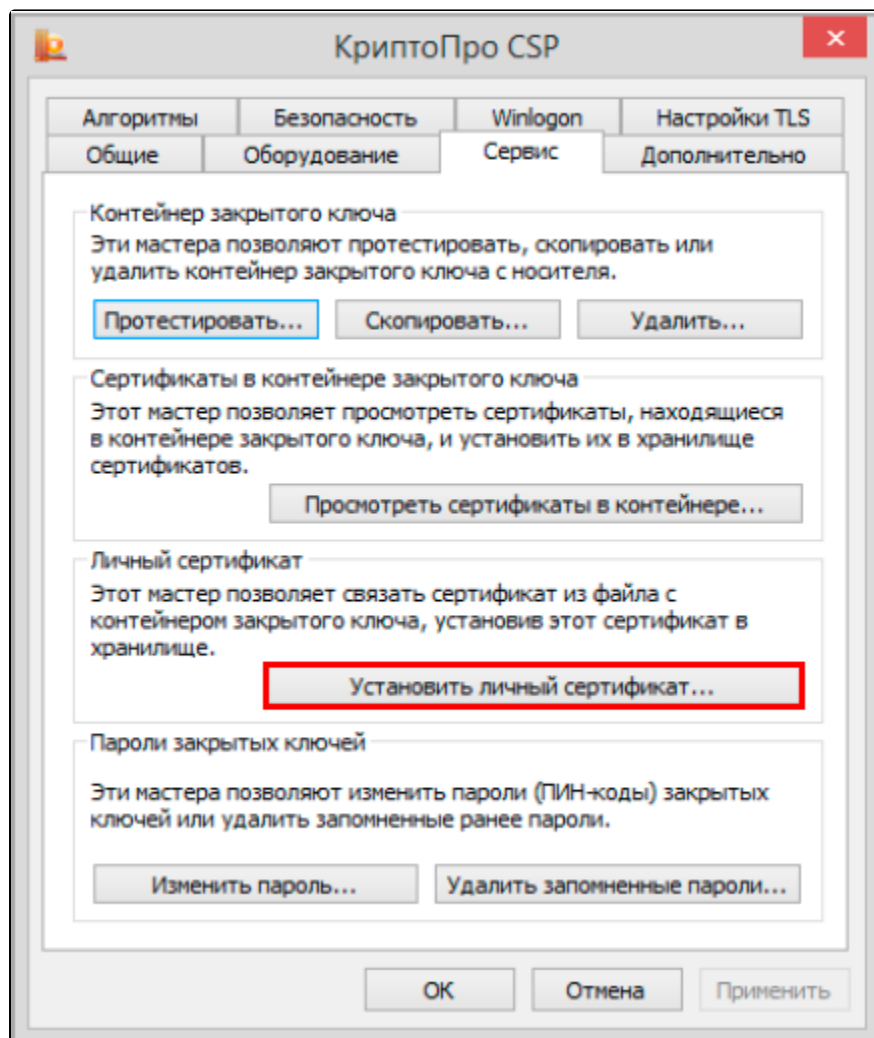 КриптоПро CSP
Алгоритмы Безопасность Winlogon Настройки TLS
Общие Оборудование Сервис Дополнительно
Контейнер закрытого ключа
Эти мастера позволяют протестировать, скопировать или
удалить контейнер закрытого ключа с носителя.
Протестировать... Скопировать... Удалить...
Сертификаты в контейнере закрытого ключа
Этот мастер позволяет просмотреть сертификаты, находящиеся
в контейнере закрытого ключа, и установить их в хранилище
сертификатов.
Просмотреть сертификаты в контейнере...
Личный сертификат
Этот мастер позволяет связать сертификат из файла с
контейнером закрытого ключа, установив этот сертификат в
хранилище.
Установить личный сертификат...
Пароли закрытых ключей
Эти мастера позволяют изменить пароли (ПИН-коды) закрытых
ключей или удалить запомненные ранее пароли.
Изменить пароль... Удалить запомненные пароли...
ОК Отмена Применить